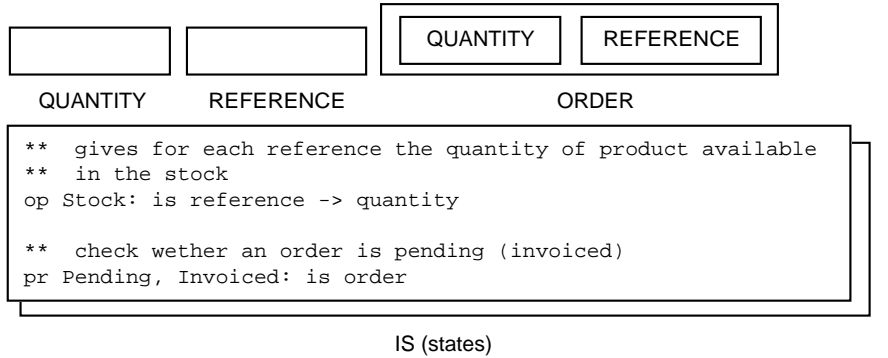 QUANTITY REFERENCE
QUANTITY REFERENCE ORDER
** gives for each reference the quantity of product available
** in the stock
op Stock: is reference -> quantity
** check wether an order is pending (invoiced)
pr Pending, Invoiced: is order
IS (states)